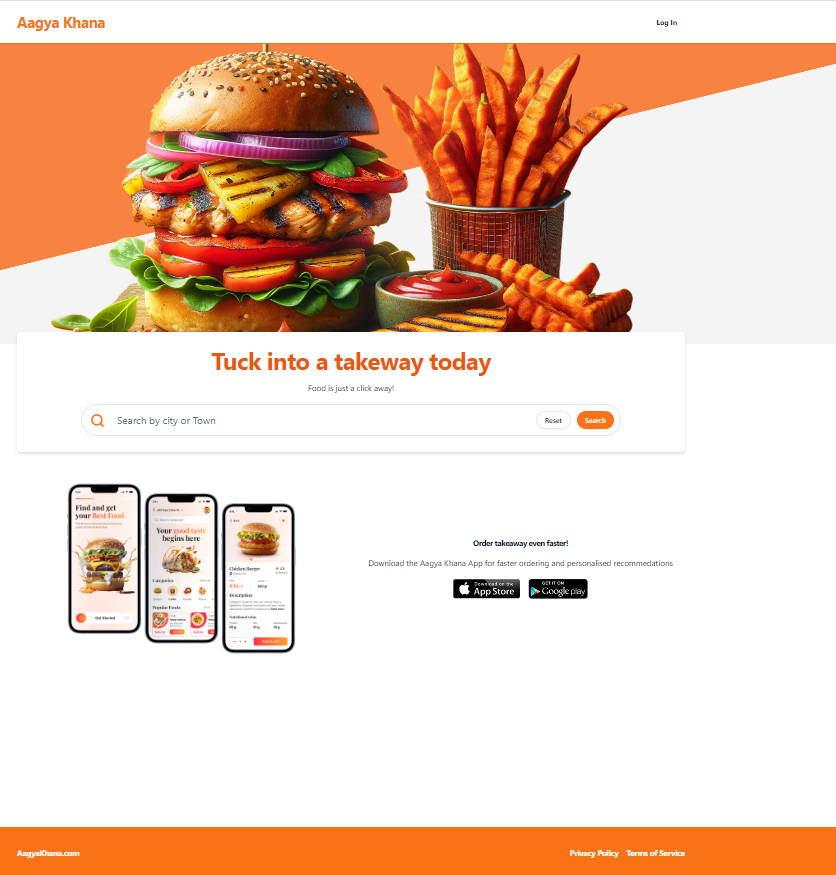 Aagya Khana
Log In
Tuck into a takeway today
Food is just a click away!
Search by city or Town
Reset
Search
Find and get
your Best Food
Get Started
Your good taste
begins here
Categories
Popular Foods
Chicken Burger
Description
Nutritional value
Order takeaway even faster!
Download the Aagya Khana App for faster ordering and personalised recommedations
Download on the
App Store
GET IT ON
Google play
AagyaKhana.com
Privacy Policy
Terms of Service